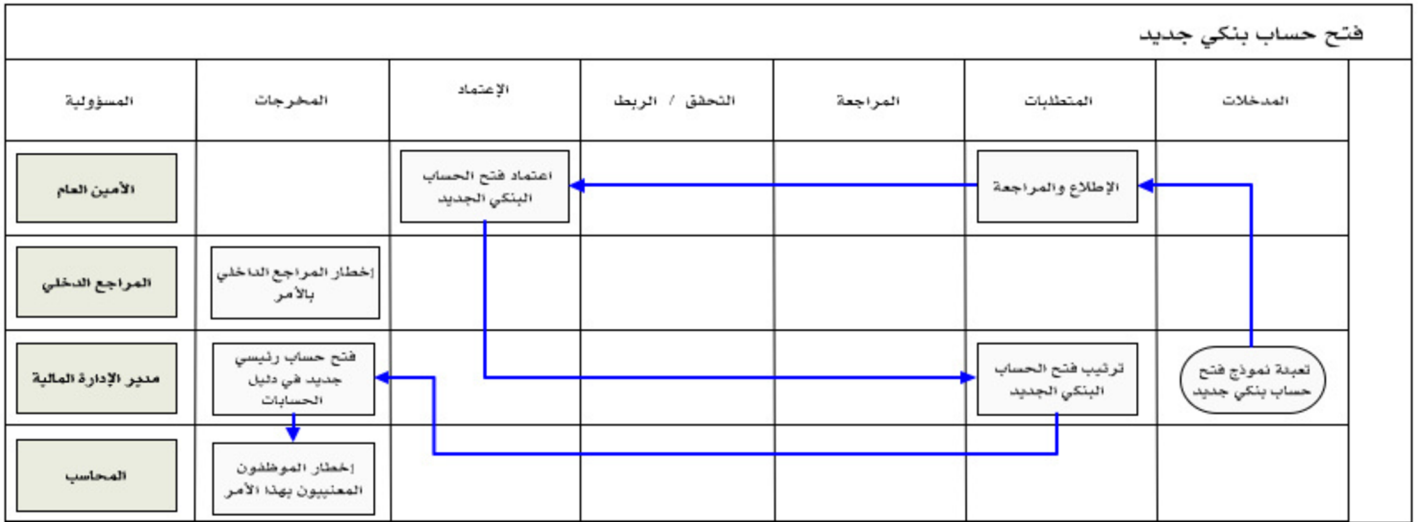 فتح حساب بنكي جديد
المدخلات
المتطلبات
المراجعة
التحقق / الربط
الإعتماد
المخرجات
المسؤولية
الإطلاع والمراجعة
اعتماد فتح الحساب
البنكي الجديد
الأمين العام
إخطار المراجع الداخلي
بالأمر
المراجع الدخلي
تعبئة نموذج فتح
حساب بنكي جديد
ترتيب فتح الحساب
البنكي الجديد
فتح حساب رئيسي
جديد في دليل
الحسابات
مدير الإدارة المالية
إخطار الموظفون
المعنييون بهذا الأمر
المحاسب